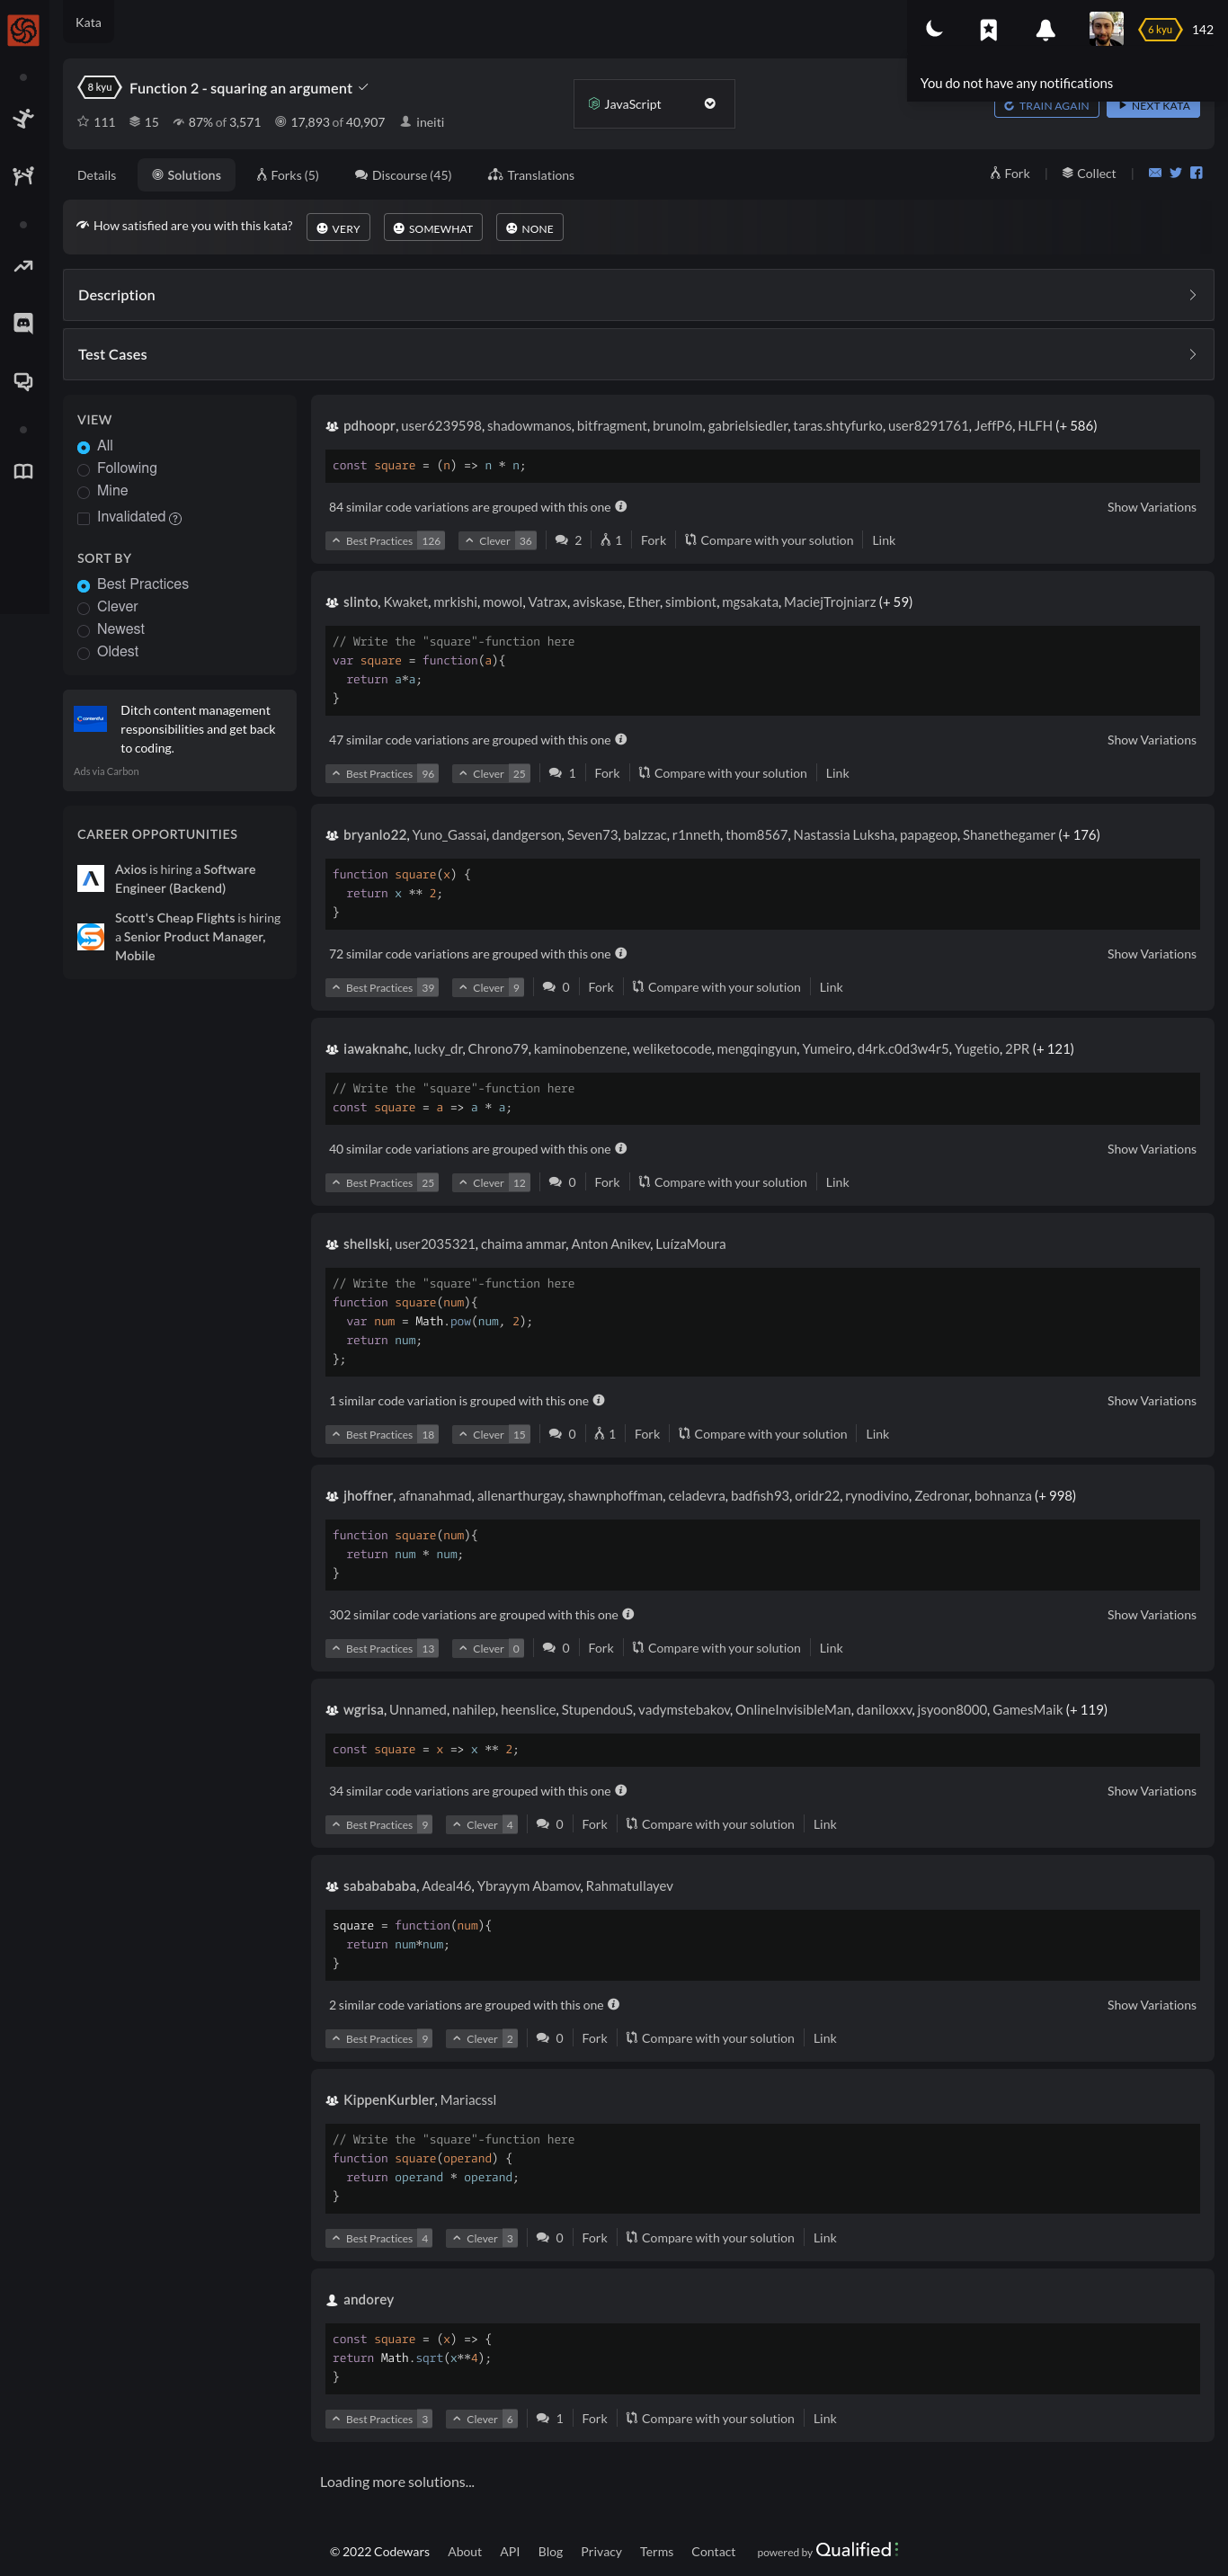 Kata
6 kyu 142
You do not have any notifications
8 kyu Function 2 - squaring an argument
111 15 87% of 3,571 17,893 of 40,907 ineiti
JavaScript
TRAIN AGAIN NEXT KATA
Details Solutions Forks (5) Discourse (45) Translations
Fork | Collect |
How satisfied are you with this kata? VERY SOMEWHAT NONE
Description
Test Cases
VIEW
All
Following
Mine
Invalidated ?
SORT BY
Best Practices
Clever
Newest
Oldest
contentful
Ditch content management
responsibilities and get back
to coding.
Ads via Carbon
CAREER OPPORTUNITIES
Axios is hiring a Software
Engineer (Backend)
Scott's Cheap Flights is hiring
a Senior Product Manager,
Mobile
pdhoopr, user6239598, shadowmanos, bitfragment, brunolm, gabrielsiedler, taras.shtyfurko, user8291761, JeffP6, HLFH (+ 586)
const square = (n) => n * n;
84 similar code variations are grouped with this one Show Variations
Best Practices 126 Clever 36 2 1 Fork Compare with your solution Link
slinto, Kwaket, mrkishi, mowol, Vatrax, aviskase, Ether, simbiont, mgsakata, MaciejTrojniarz (+ 59)
// Write the "square"-function here
var square = function(a){
return a*a;
}
47 similar code variations are grouped with this one Show Variations
Best Practices 96 Clever 25 1 Fork Compare with your solution Link
bryanlo22, Yuno_Gassai, dandgerson, Seven73, balzzac, r1nneth, thom8567, Nastassia Luksha, papageop, Shanethegamer (+ 176)
function square(x) {
return x ** 2;
}
72 similar code variations are grouped with this one Show Variations
Best Practices 39 Clever 9 0 Fork Compare with your solution Link
iawaknahc, lucky_dr, Chrono79, kaminobenzene, weliketocode, mengqingyun, Yumeiro, d4rk.c0d3w4r5, Yugetio, 2PR (+ 121)
// Write the "square"-function here
const square = a => a * a;
40 similar code variations are grouped with this one Show Variations
Best Practices 25 Clever 12 0 Fork Compare with your solution Link
shellski, user2035321, chaima ammar, Anton Anikev, LuízaMoura
// Write the "square"-function here
function square(num){
var num = Math.pow(num, 2);
return num;
};
1 similar code variation is grouped with this one Show Variations
Best Practices 18 Clever 15 0 1 Fork Compare with your solution Link
jhoffner, afnanahmad, allenarthurgay, shawnphoffman, celadevra, badfish93, oridr22, rynodivino, Zedronar, bohnanza (+ 998)
function square(num){
return num * num;
}
302 similar code variations are grouped with this one Show Variations
Best Practices 13 Clever 0 0 Fork Compare with your solution Link
wgrisa, Unnamed, nahilep, heenslice, StupendouS, vadymstebakov, OnlineInvisibleMan, daniloxxv, jsyoon8000, GamesMaik (+ 119)
const square = x => x ** 2;
34 similar code variations are grouped with this one Show Variations
Best Practices 9 Clever 4 0 Fork Compare with your solution Link
sababababa, Adeal46, Ybrayym Abamov, Rahmatullayev
square = function(num){
return num*num;
}
2 similar code variations are grouped with this one Show Variations
Best Practices 9 Clever 2 0 Fork Compare with your solution Link
KippenKurbler, Mariacssl
// Write the "square"-function here
function square(operand) {
return operand * operand;
}
Best Practices 4 Clever 3 0 Fork Compare with your solution Link
andorey
const square = (x) => {
return Math.sqrt(x**4);
}
Best Practices 3 Clever 6 1 Fork Compare with your solution Link
Loading more solutions...
© 2022 Codewars About API Blog Privacy Terms Contact powered by Qualified